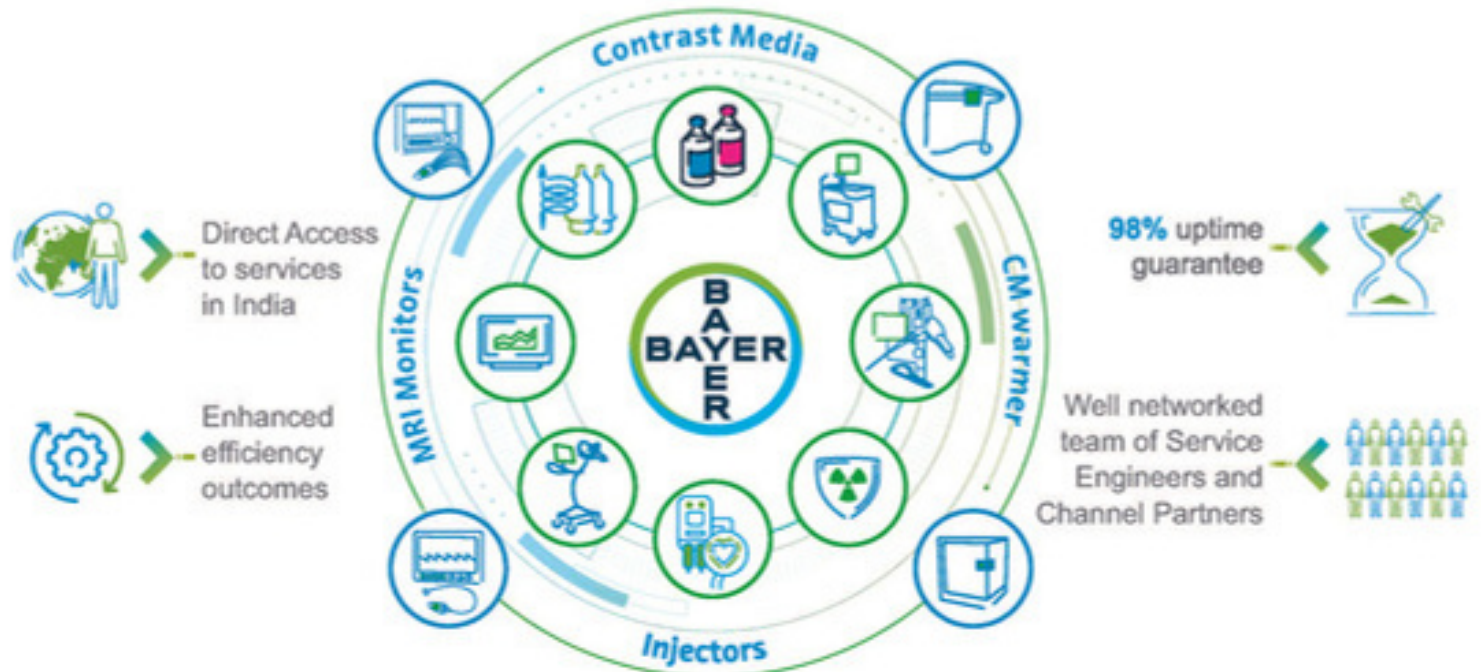 Contrast Media
Direct Access
to services
in India
98% uptime
guarantee
MRI Monitors
CM warmer
BAYER
BAYER
Enhanced
efficiency
outcomes
Well networked
team of Service
Engineers and
Channel Partners
Injectors